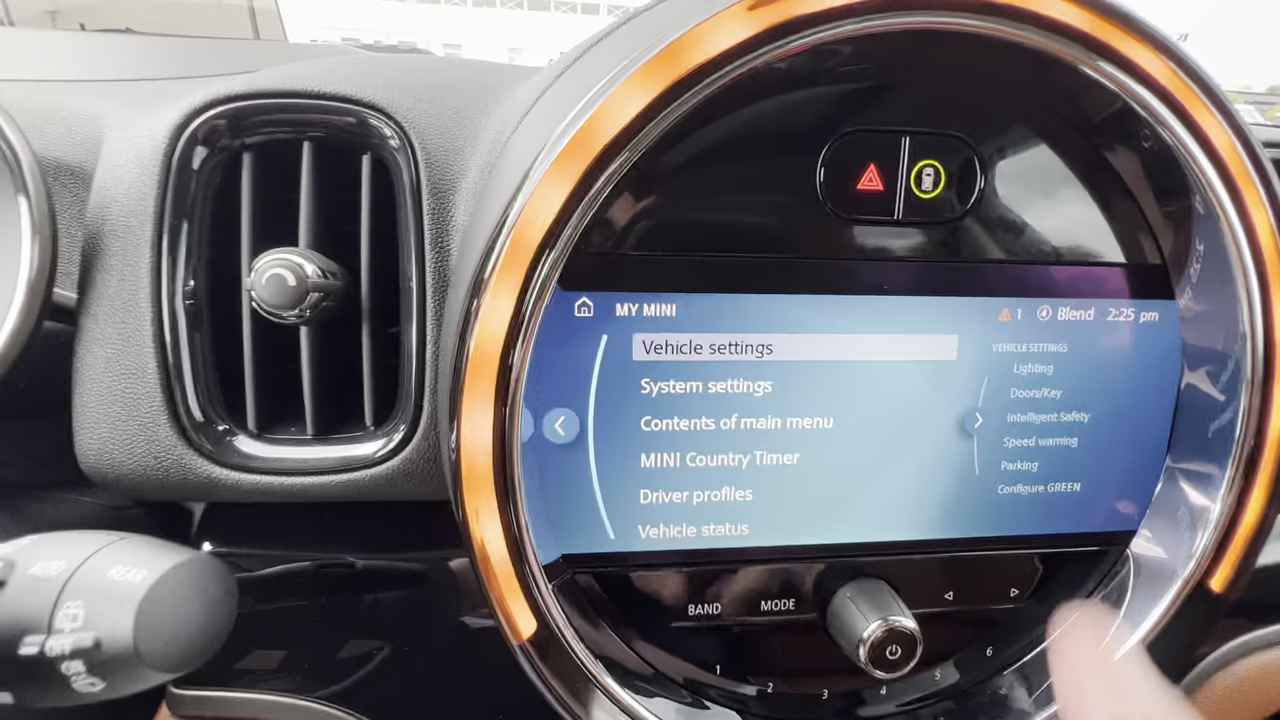 MY MINI
1 Blend 2:25 pm
Vehicle settings
System settings
Contents of main menu
MINI Country Timer
Driver profiles
Vehicle status
VEHICLE SETTINGS
Lighting
Doors/Key
Intelligent Safety
Speed warning
Parking
Configure GREEN
BAND
MODE
1
2
3
4
5
6
AUTO
REAR
OFF